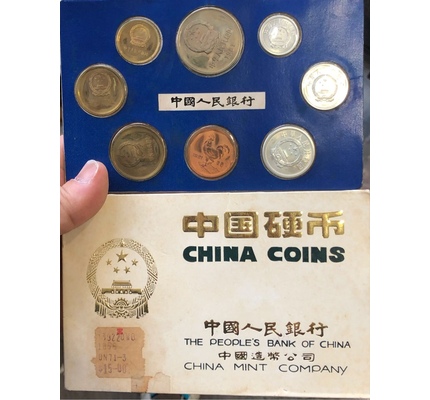 中國人民銀行
中国硬币
CHINA COINS
中國人民銀行
THE PEOPLE'S BANK OF CHINA
中國造幣公司
CHINA MINT COMPANY